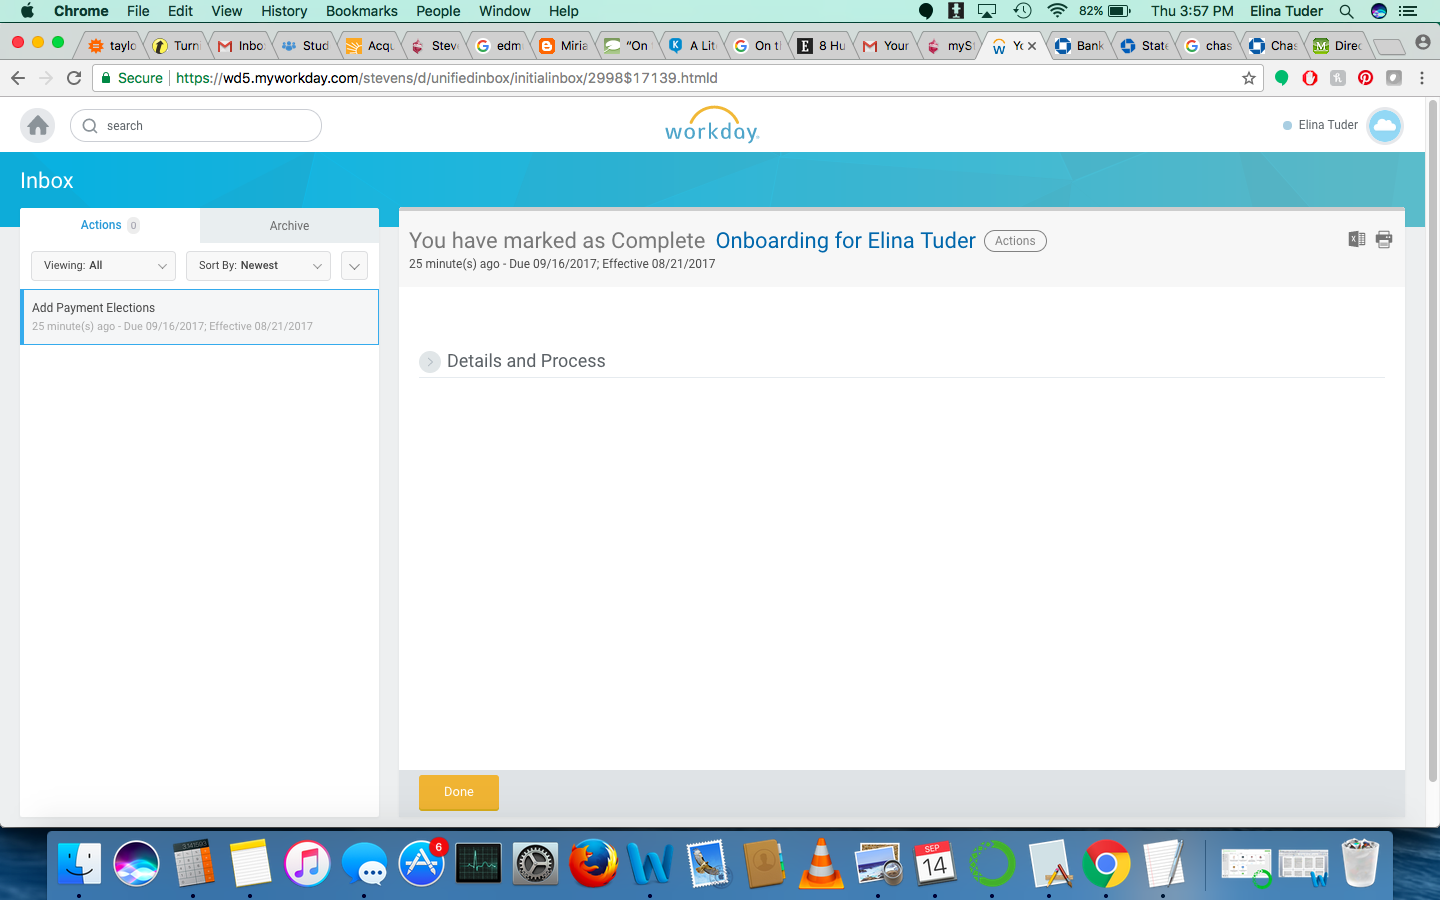 Chrome File Edit View History Bookmarks People Window Help 82% Thu 3:57 PM Elina Tuder
taylo Turn Inbo Stud Acqu Stev edm Miria "On A Lit On t 8 Hu Your myS Yo Bank State chas Chas Direc
Secure https://wd5.myworkday.com/stevens/d/unifiedinbox/initialinbox/2998$17139.htmld
search
workday.
Elina Tuder
Inbox
Actions 0
Archive
Viewing: All
Sort By: Newest
Add Payment Elections
25 minute(s) ago - Due 09/16/2017; Effective 08/21/2017
You have marked as Complete Onboarding for Elina Tuder Actions
25 minute(s) ago - Due 09/16/2017; Effective 08/21/2017
Details and Process
Done
6
SEP
14